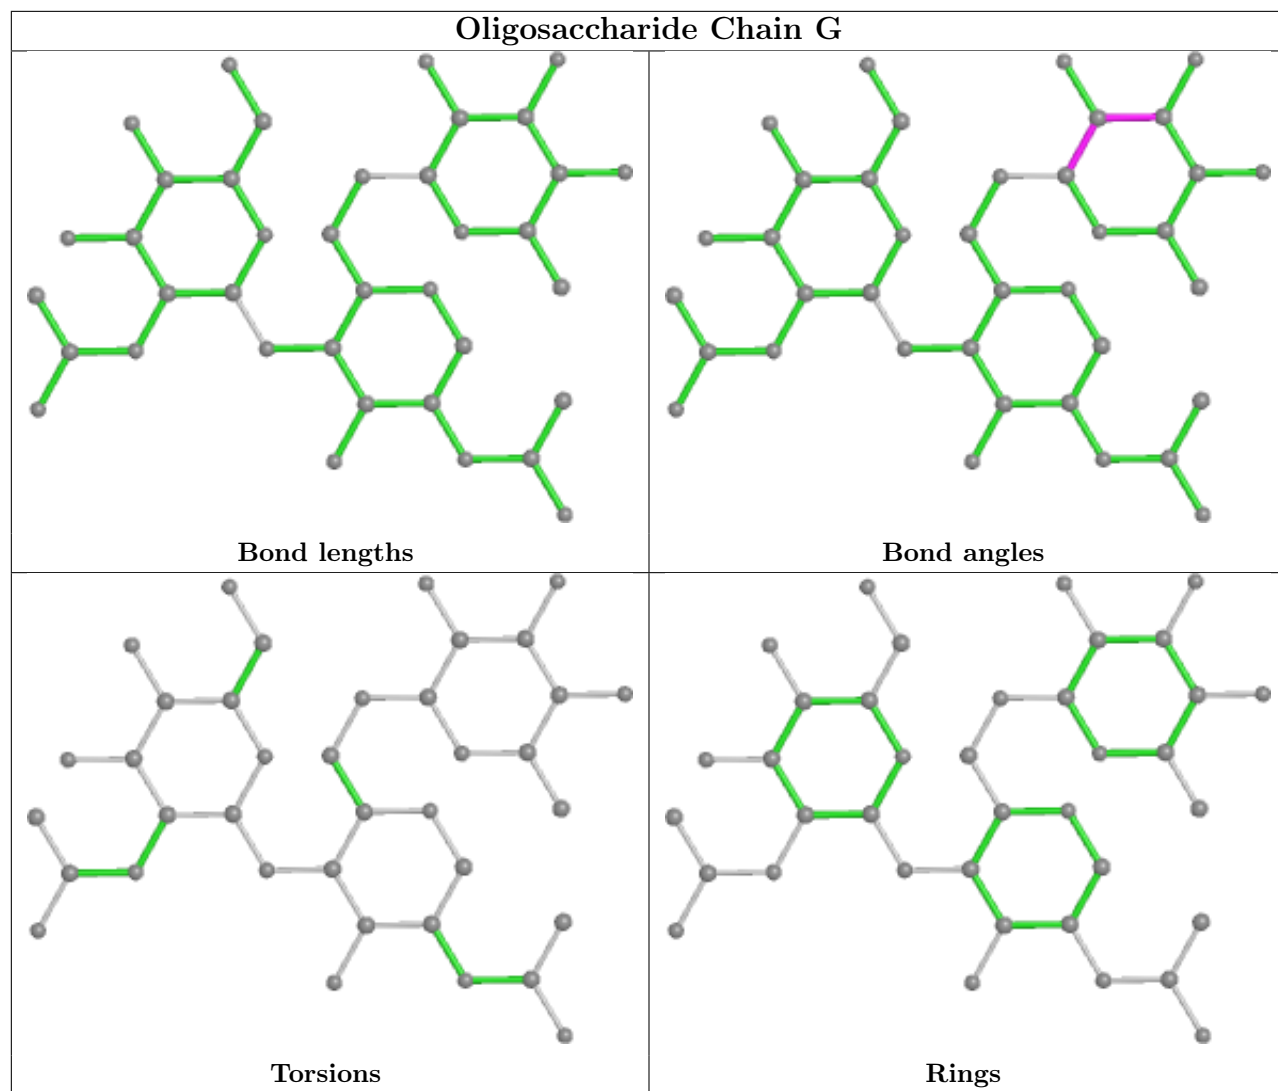 Oligosaccharide Chain G
Bond lengths
Bond angles
Torsions
Rings